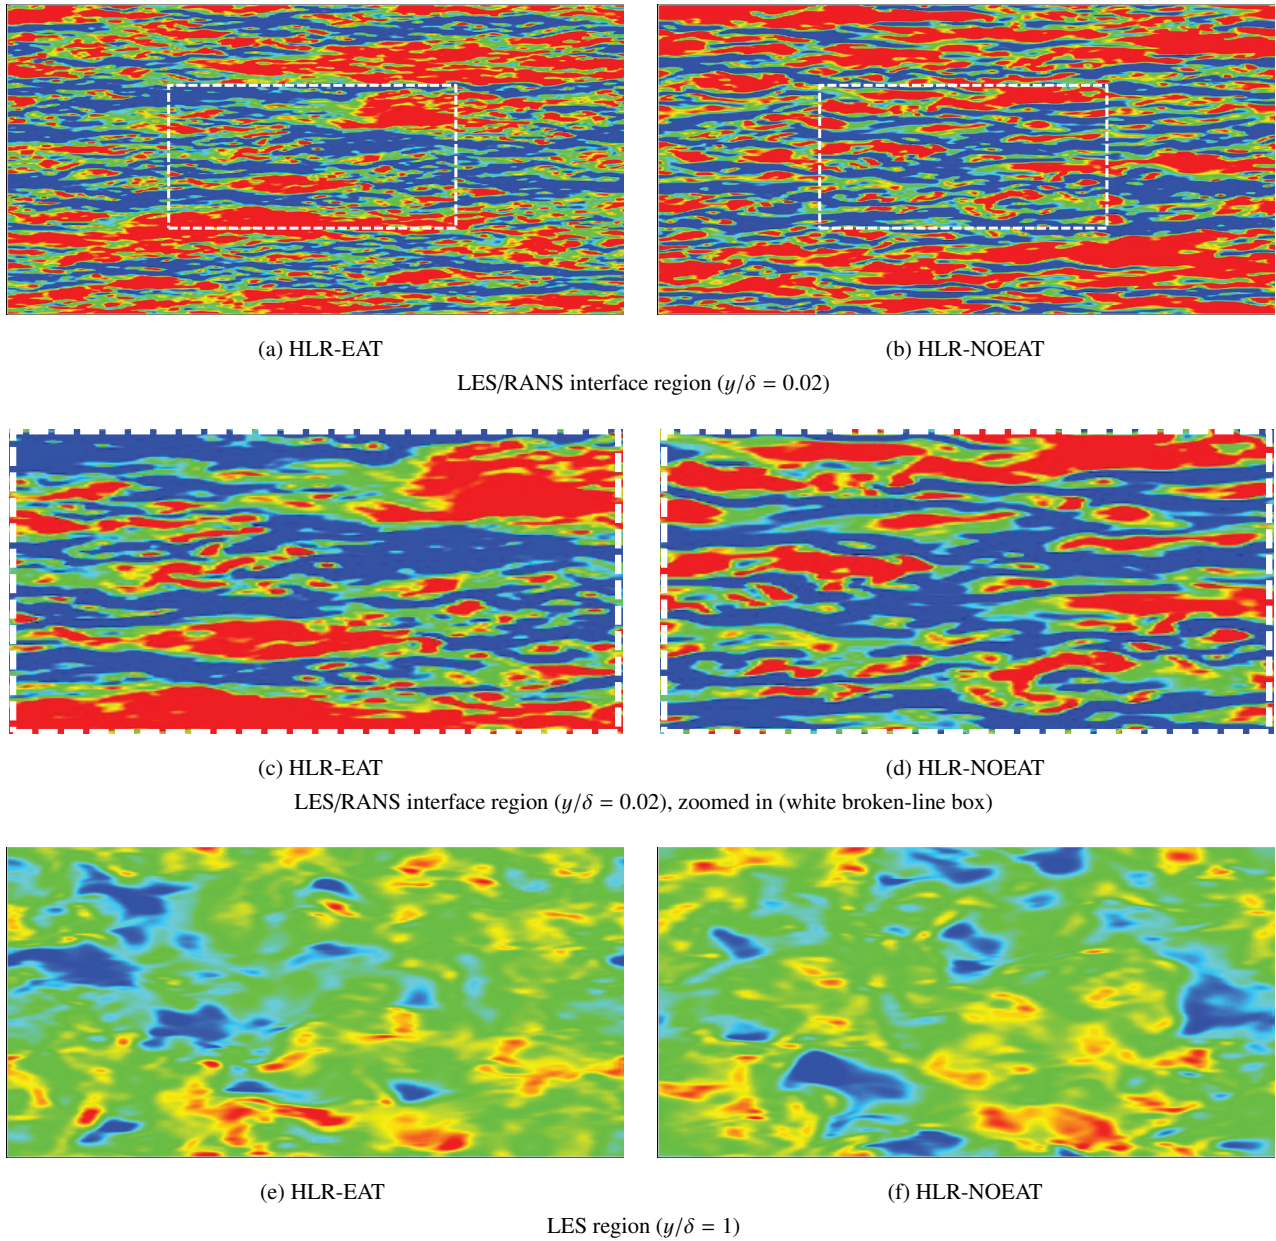 (a) HLR-EAT
(b) HLR-NOEAT
LES/RANS interface region (y/δ = 0.02)
(c) HLR-EAT
(d) HLR-NOEAT
LES/RANS interface region (y/δ = 0.02), zoomed in (white broken-line box)
(e) HLR-EAT
(f) HLR-NOEAT
LES region (y/δ = 1)